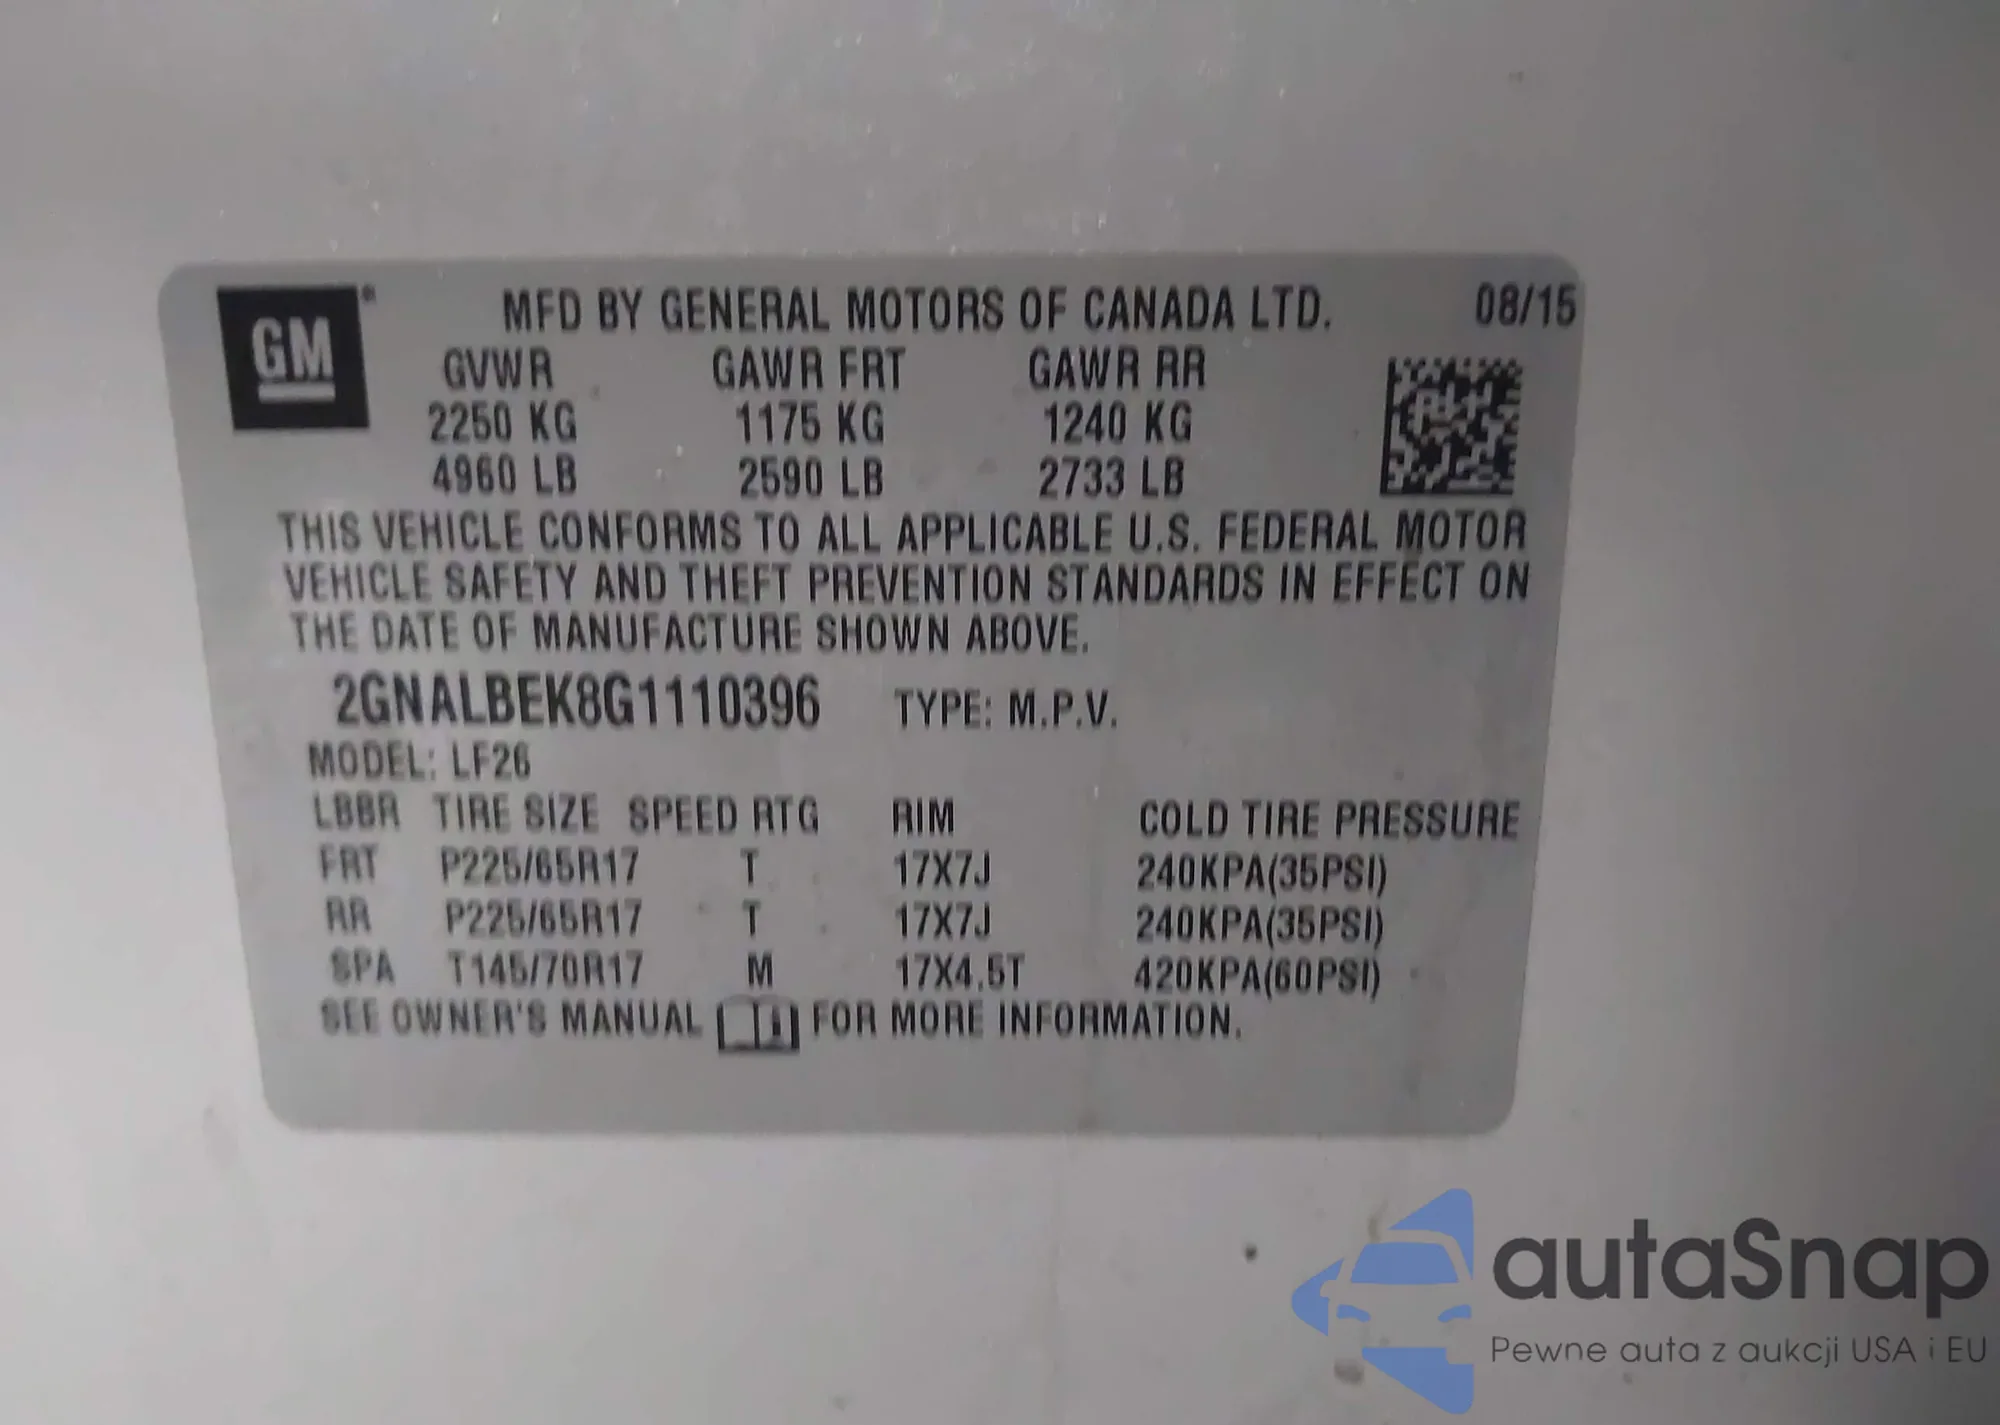 GM
MFD BY GENERAL MOTORS OF CANADA LTD. 08/15
GVWR GAWR FRT GAWR RR
2250 KG 1175 KG 1240 KG
4960 LB 2590 LB 2733 LB
THIS VEHICLE CONFORMS TO ALL APPLICABLE U.S. FEDERAL MOTOR
VEHICLE SAFETY AND THEFT PREVENTION STANDARDS IN EFFECT ON
THE DATE OF MANUFACTURE SHOWN ABOVE.
2GNALBEK8G1110396 TYPE: M.P.V.
MODEL: LF26
LBBR TIRE SIZE SPEED RTG RIM COLD TIRE PRESSURE
FRT P225/65R17 T 17X7J 240KPA(35PSI)
RR P225/65R17 T 17X7J 240KPA(35PSI)
SPA T145/70R17 M 17X4.5T 420KPA(60PSI)
SEE OWNER'S MANUAL FOR MORE INFORMATION.
autaSnap
Pewne auta z aukcji USA i EU